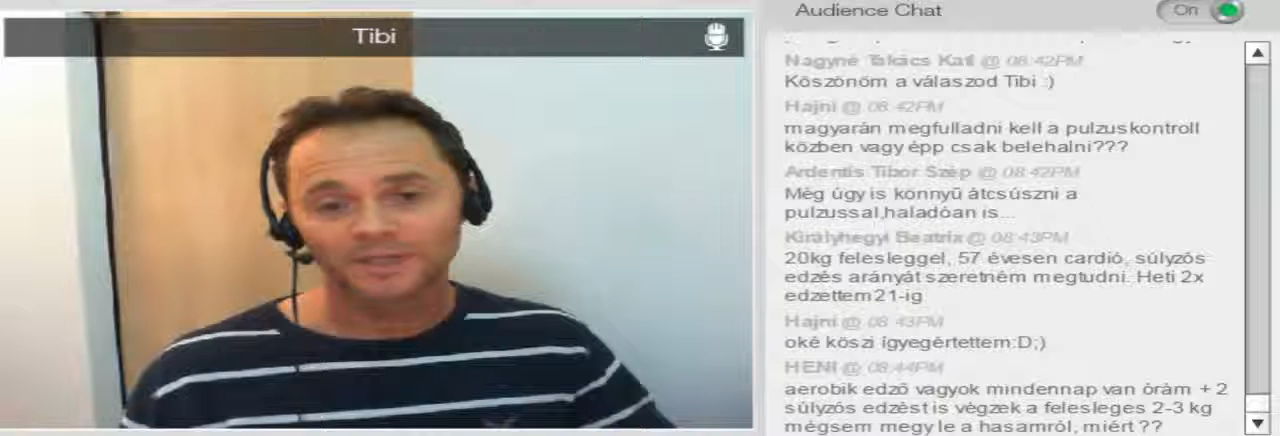 Tibi
Audience Chat
On
Nagyné Takács Kati @ 08:42PM
Köszönöm a válaszod Tibi :)
Hajni @ 08:42PM
magyarán megfulladni kell a pulzuskontroll
közben vagy épp csak belehalni???
Ardentis Tibor Szép @ 08:42PM
Még úgy is könnyű átcsúszni a
pulzussal,haladóan is...
Királyhegyi Beatrix @ 08:43PM
20kg felesleggel, 57 évesen cardió, súlyzós
edzés arányát szeretném megtudni. Heti 2x
edzettem 21-ig
Hajni @ 08:43PM
oké köszi ígyegértettem:D;)
HENI @ 08:44PM
aerobik edző vagyok mindennap van órám + 2
súlyzós edzést is végzek a felesleges 2-3 kg
mégsem megy le a hasamról, miért ??